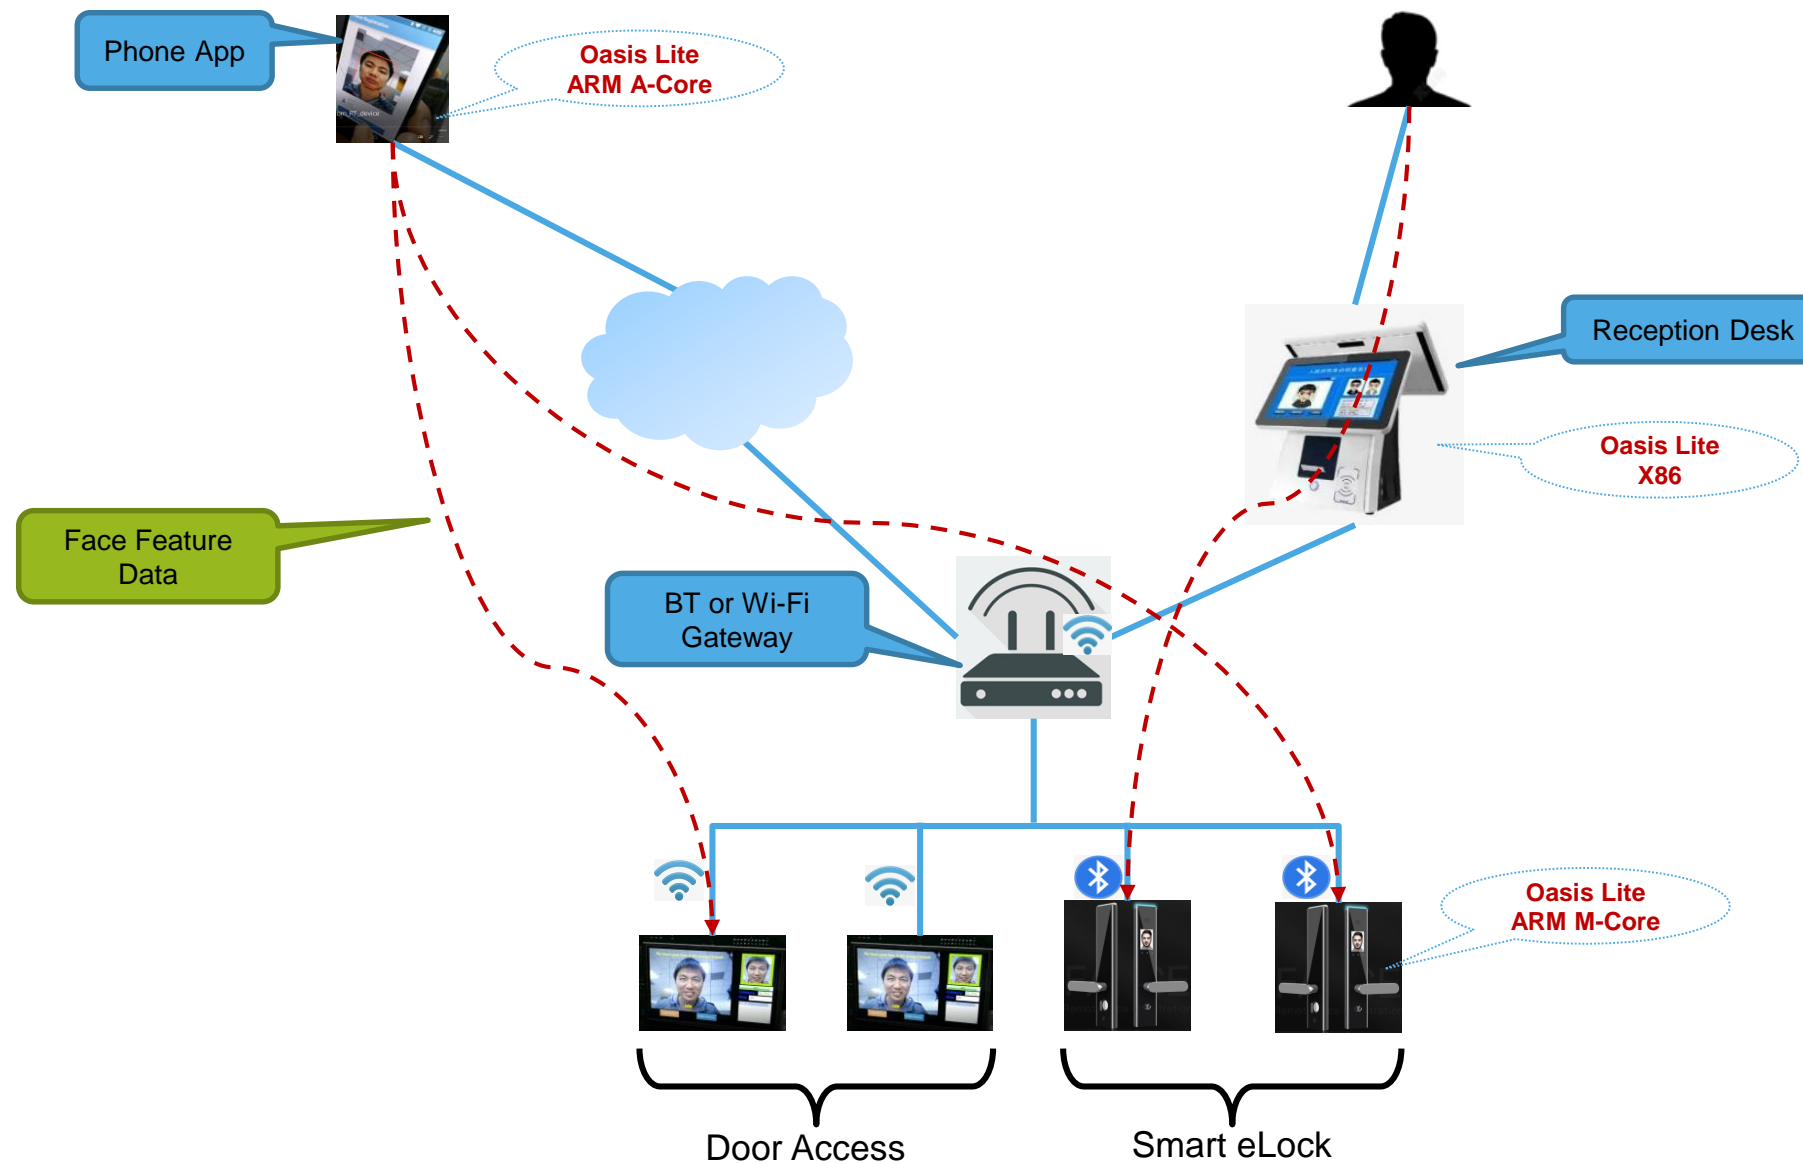 Phone App
Oasis Lite
ARM A-Core
Reception Desk
Oasis Lite
X86
Face Feature
Data
BT or Wi-Fi
Gateway
Oasis Lite
ARM M-Core
Door Access
Smart eLock